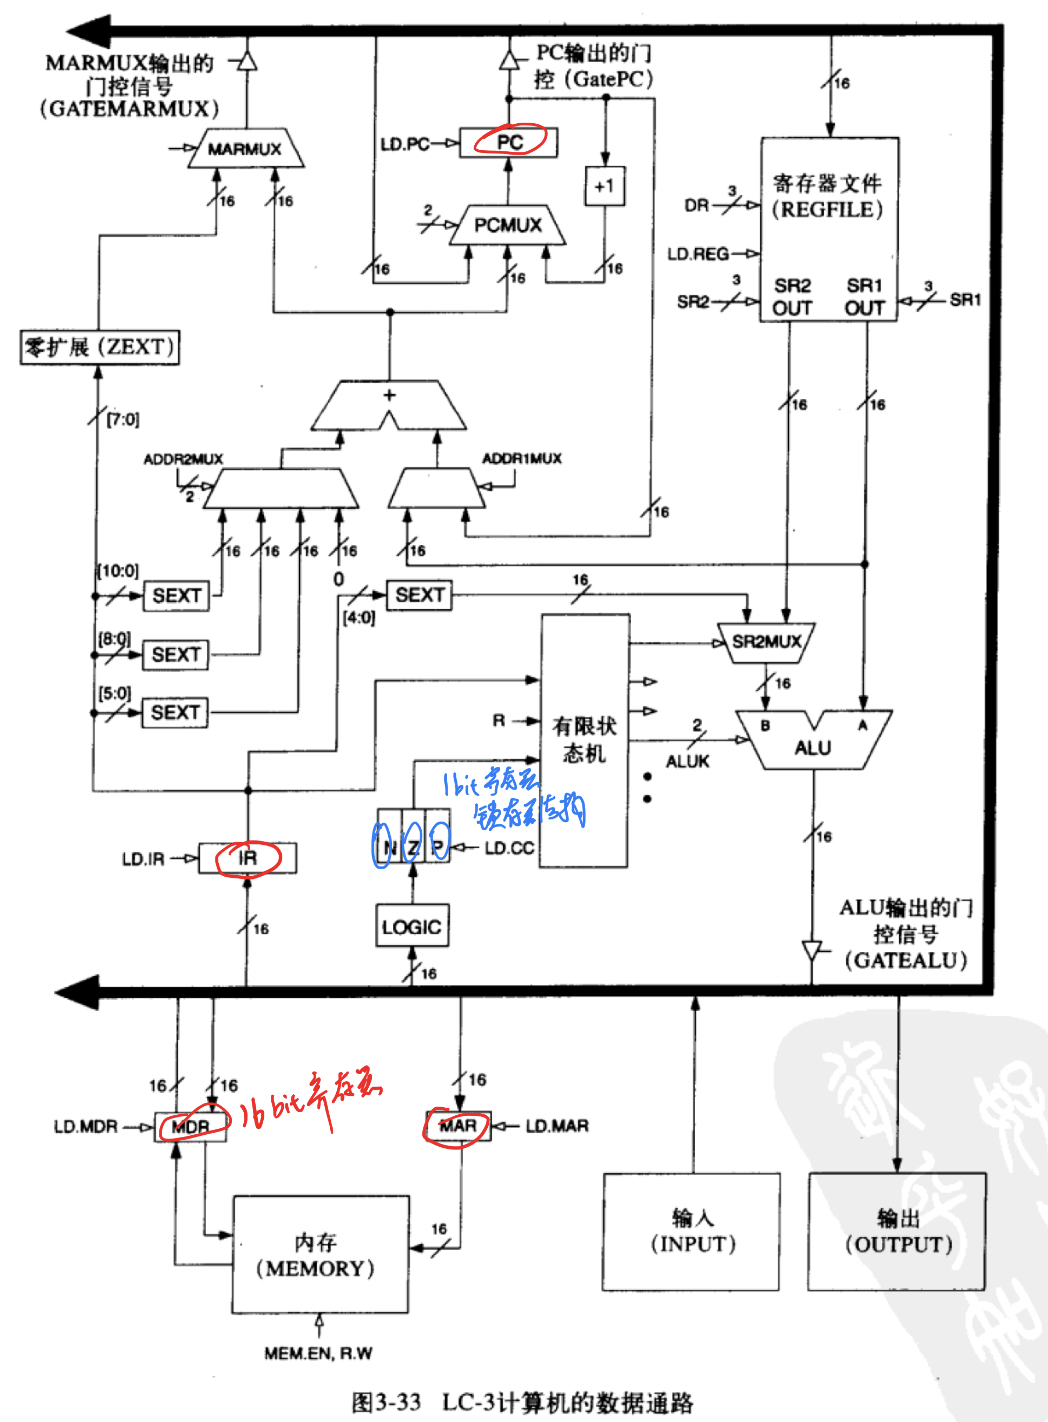 MARMUX输出的
门控信号
(GATEMARMUX)
PC输出的门
控(GatePC)
16
MARMUX
LD.PC
PC
+1
寄存器文件
(REGFILE)
DR
3
16
16
2
PCMUX
LD.REG
16
16
16
SR2
3
SR2
OUT
SR1
OUT
3
SR1
零扩展(ZEXT)
+
[7:0]
16
16
ADDR2MUX
2
ADDR1MUX
16
16
16
16
16
16
0
[10:0]
SEXT
[4:0]
SEXT
16
[8:0]
SEXT
SR2MUX
[5:0]
SEXT
16
R
有限状
态机
B
A
ALU
2
ALUK
1bit寄存器
锁存器结构
N
Z
P
LD.CC
16
LD.IR
IR
LOGIC
16
16
ALU输出的门
控信号
(GATEALU)
16
16
16
LD.MDR
MDR
16bit寄存器
MAR
LD.MAR
16
内存
(MEMORY)
输入
(INPUT)
输出
(OUTPUT)
MEM.EN, R.W
图3-33 LC-3计算机的数据通路